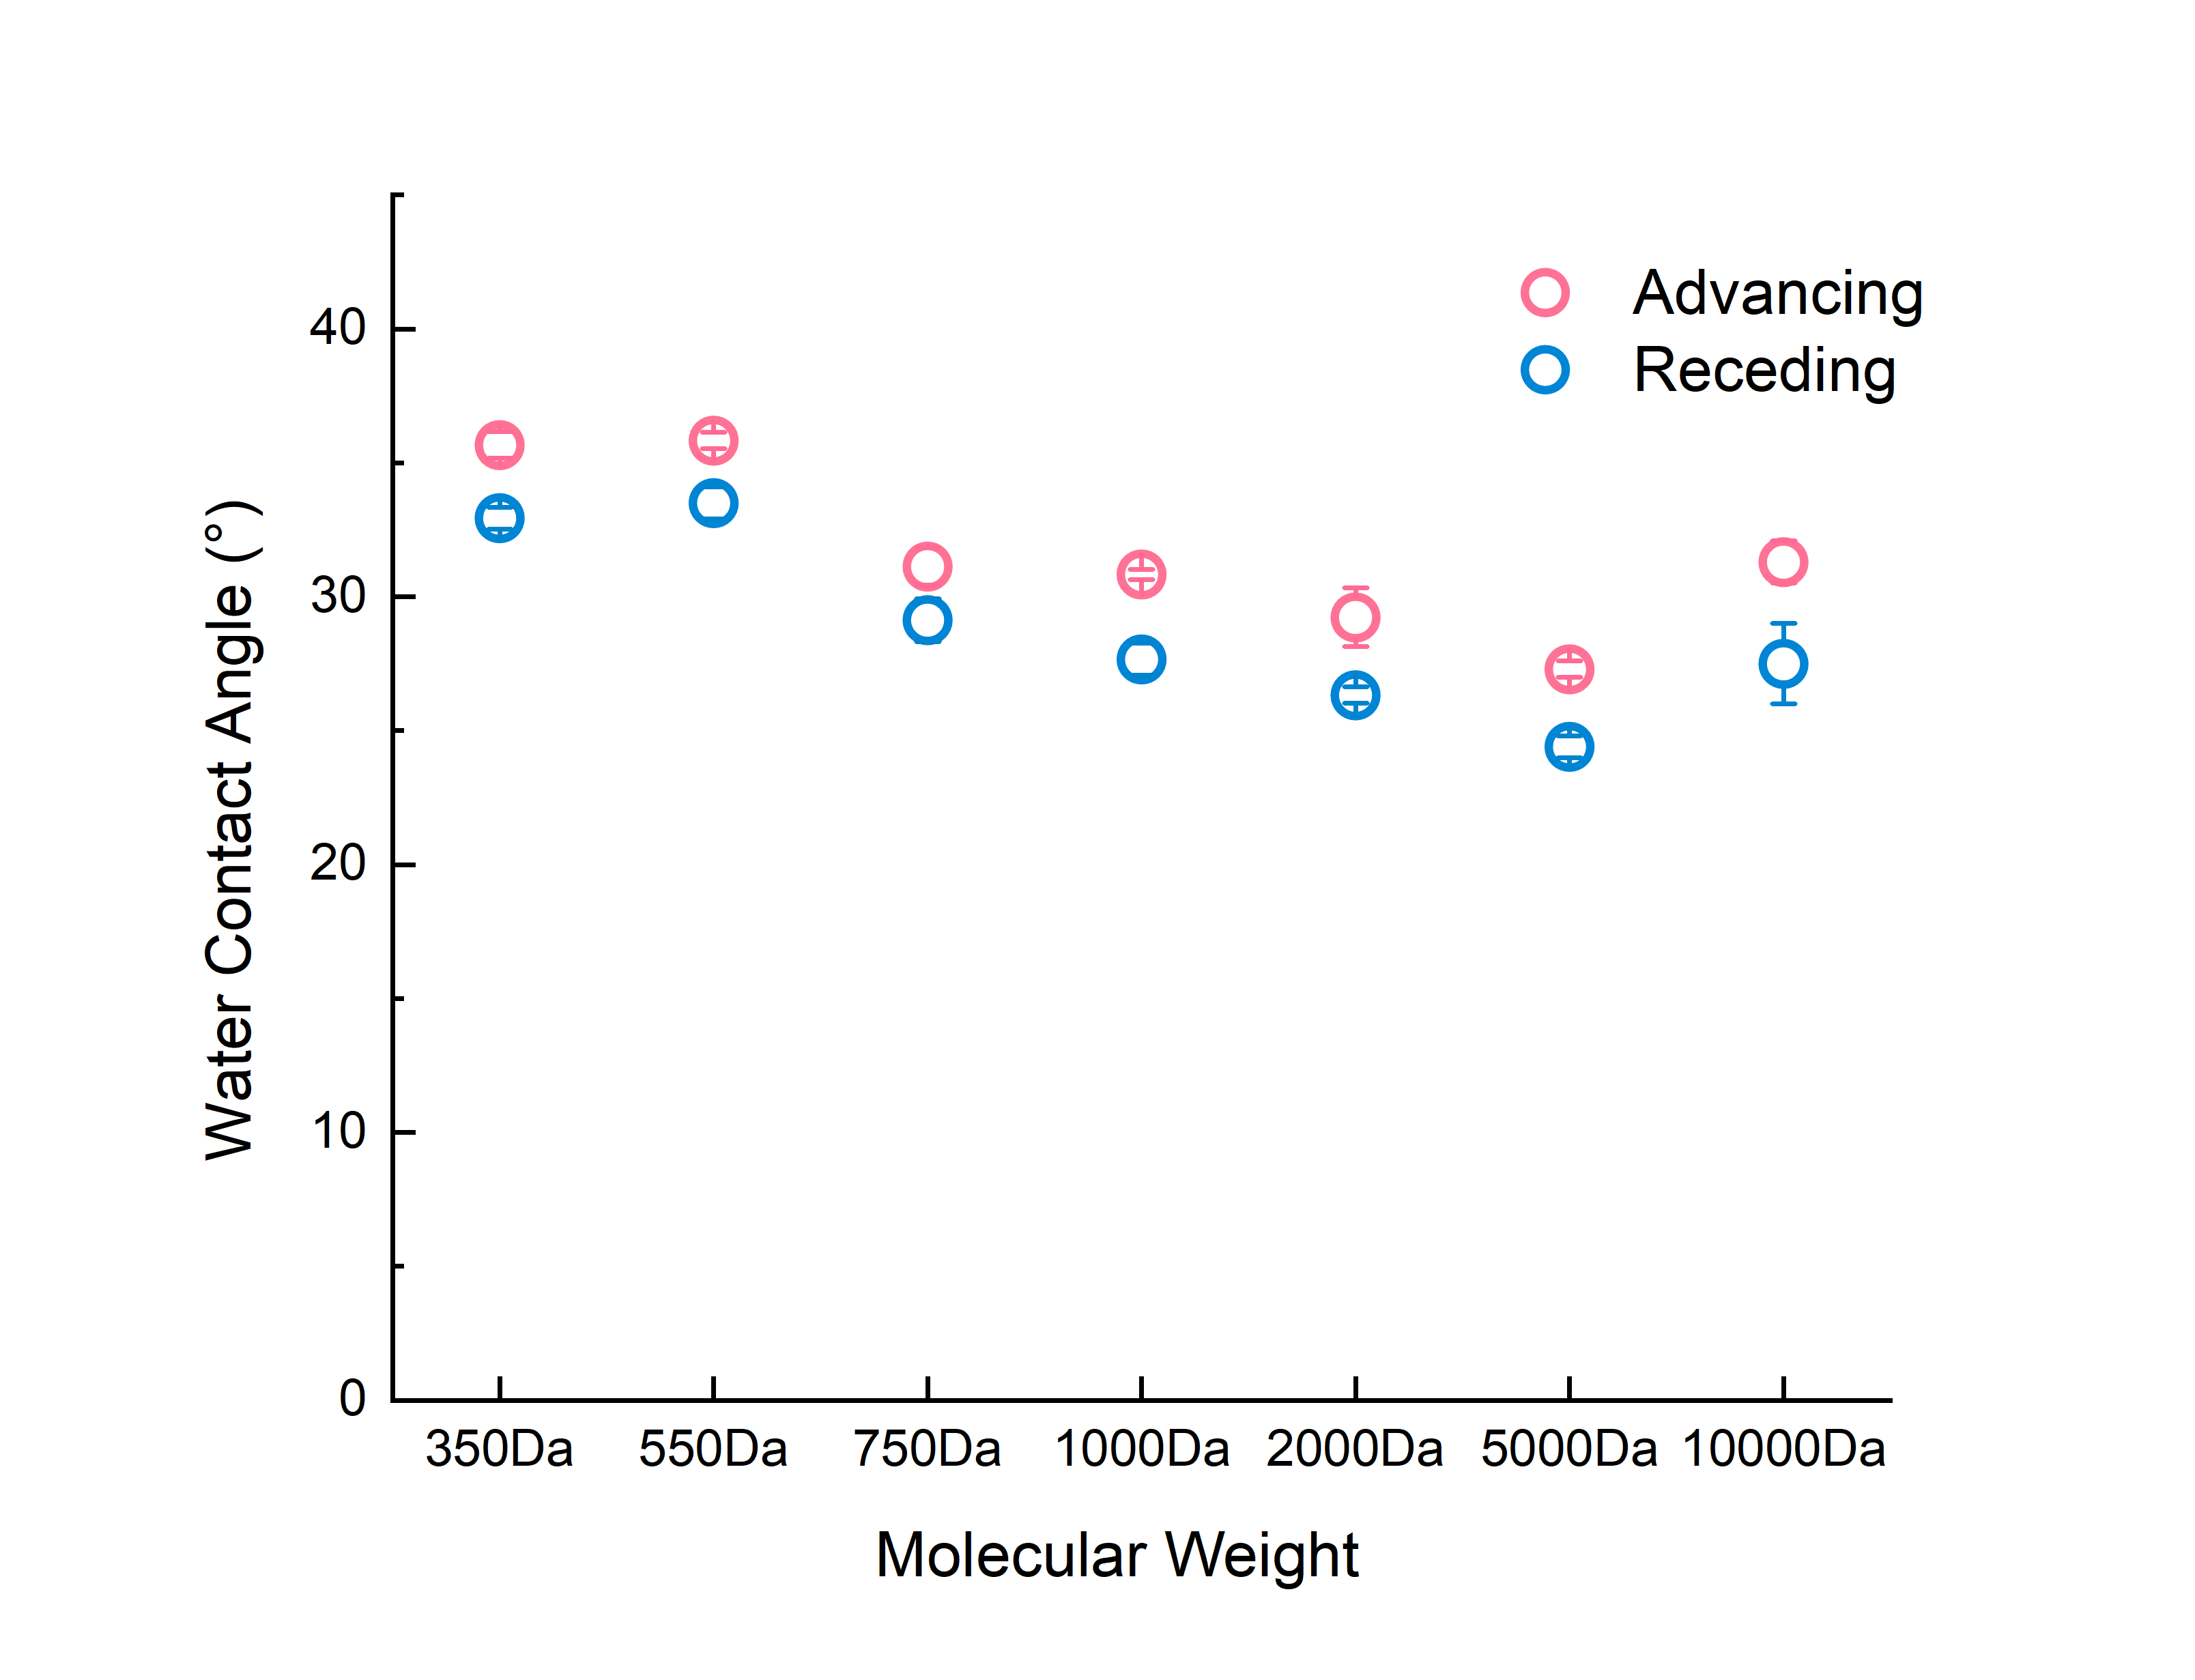 Advancing
Receding
40
30
20
10
0
Water Contact Angle (°)
350Da 550Da 750Da 1000Da 2000Da 5000Da 10000Da
Molecular Weight